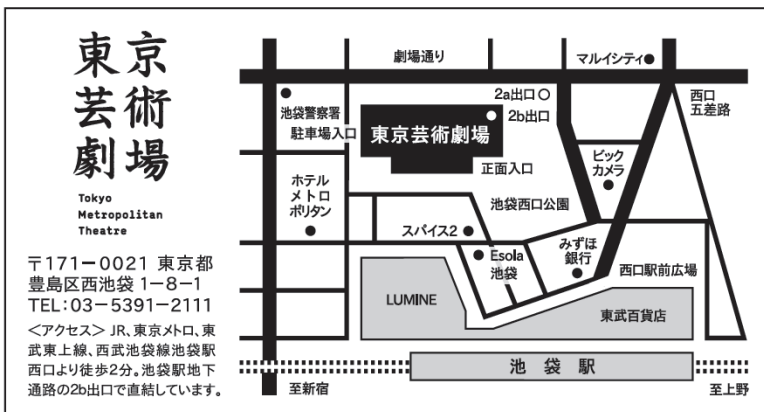 東京
芸術
劇場
Tokyo
Metropolitan
Theatre
〒171－0021 東京都
豊島区西池袋 1－8－1
TEL：03－5391－2111
＜アクセス＞ JR、東京メトロ、東
武東上線、西武池袋線池袋駅
西口より徒歩2分。池袋駅地下
通路の2b出口で直結しています。
劇場通り
マルイシティ
池袋警察署
駐車場入口
東京芸術劇場
2a出口
2b出口
西口
五差路
正面入口
ビック
カメラ
ホテル
メトロ
ポリタン
池袋西口公園
スパイス2
Esola
池袋
みずほ
銀行
西口駅前広場
LUMINE
東武百貨店
池袋駅
至新宿
至上野